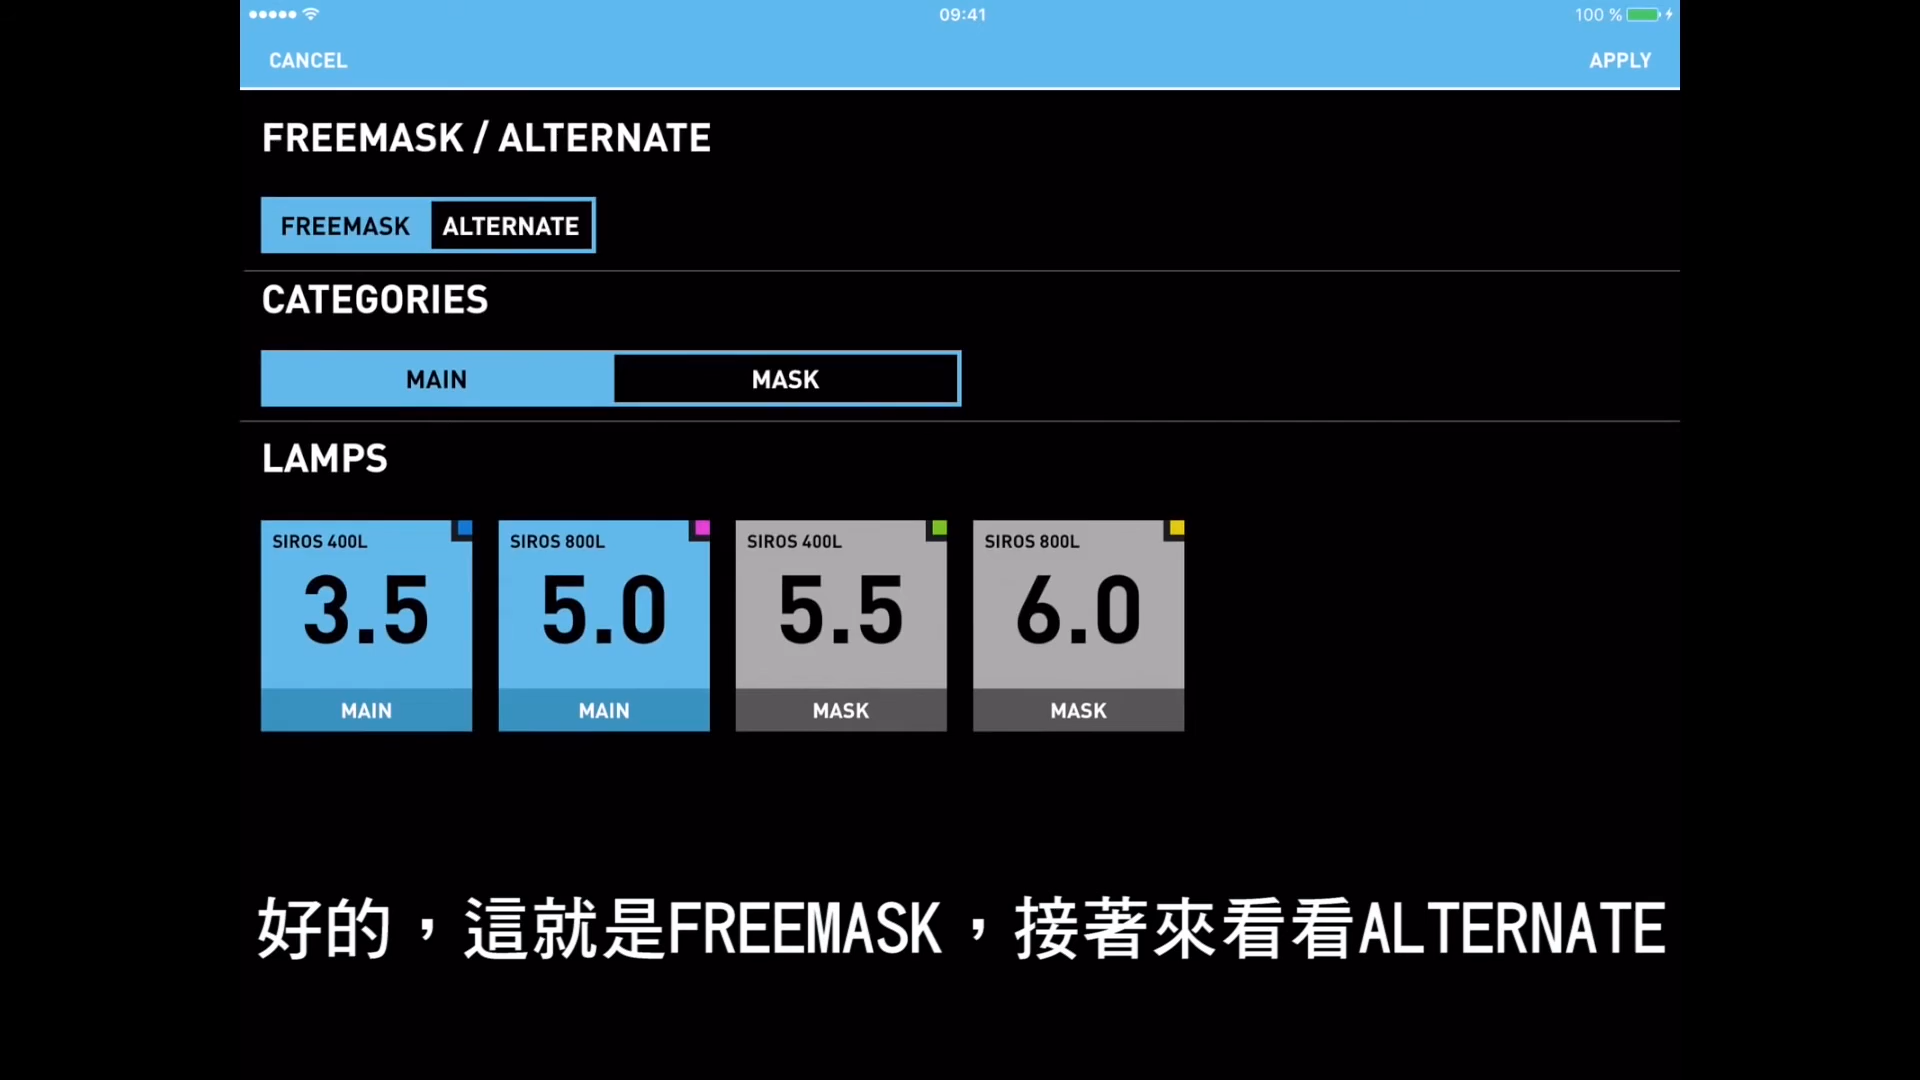 09:41
100 %
CANCEL
APPLY
FREEMASK / ALTERNATE
FREEMASK
ALTERNATE
CATEGORIES
MAIN
MASK
LAMPS
SIROS 400L
3.5
MAIN
SIROS 800L
5.0
MAIN
SIROS 400L
5.5
MASK
SIROS 800L
6.0
MASK
好的，這就是FREEMASK，接著來看看ALTERNATE